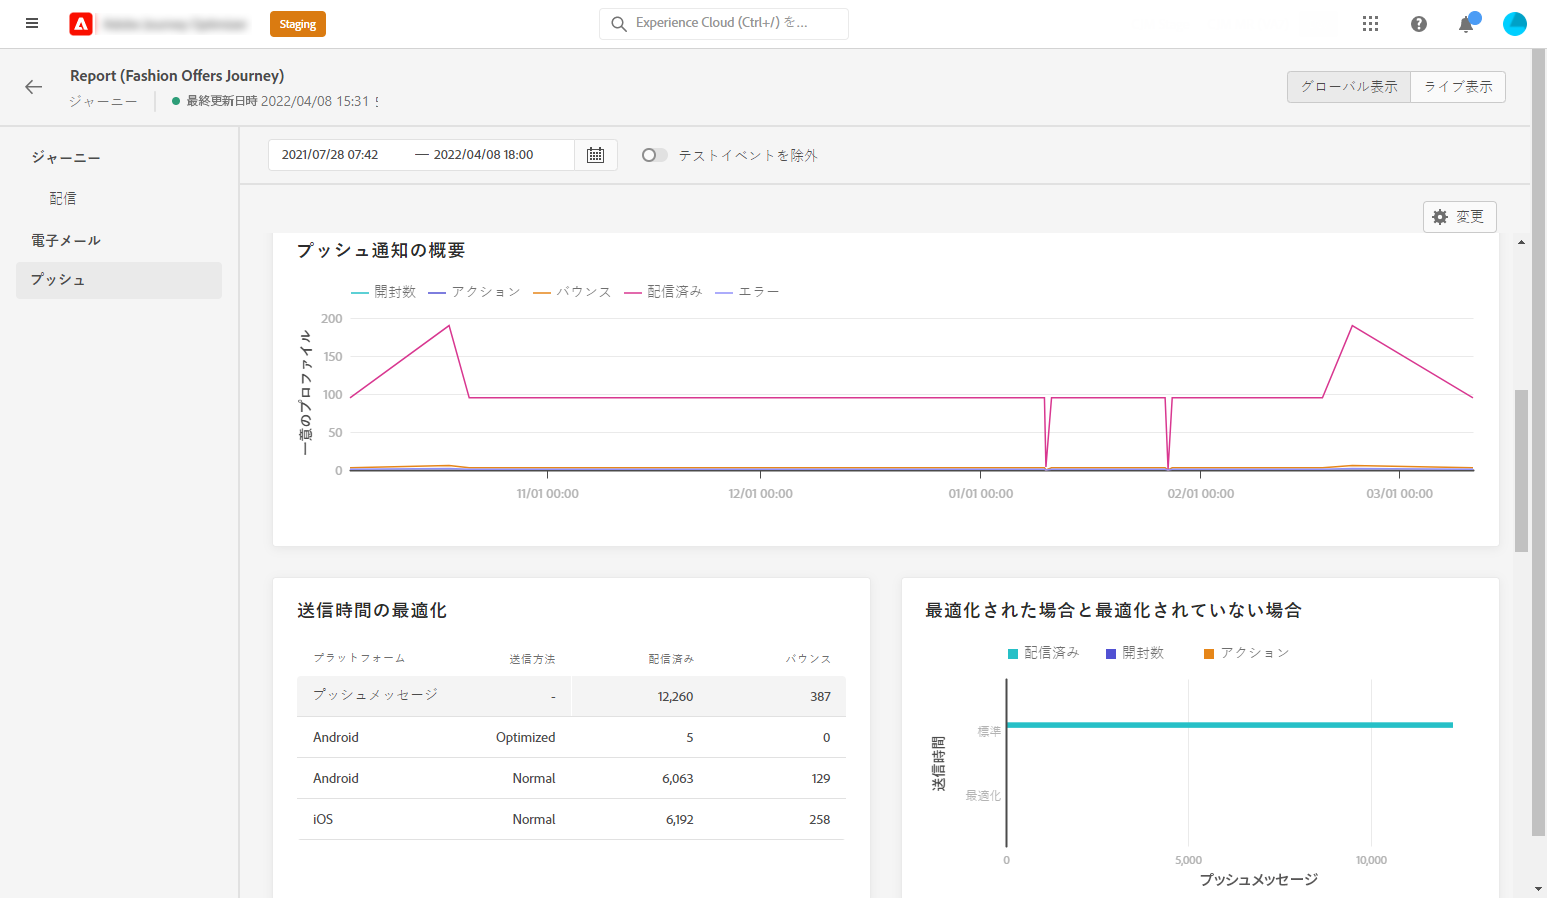 Staging
Experience Cloud (Ctrl+/) を...
Report (Fashion Offers Journey)
ジャーニー
最終更新日時 2022/04/08 15:31
グローバル表示
ライブ表示
2021/07/28 07:42 — 2022/04/08 18:00
テストイベントを除外
ジャーニー
配信
電子メール
プッシュ
変更
プッシュ通知の概要
開封数 アクション バウンス 配信済み エラー
一意のプロファイル
200
150
100
50
0
11/01 00:00 12/01 00:00 01/01 00:00 02/01 00:00 03/01 00:00
送信時間の最適化
プラットフォーム 送信方法 配信済み バウンス
プッシュメッセージ - 12,260 387
Android Optimized 5 0
Android Normal 6,063 129
iOS Normal 6,192 258
最適化された場合と最適化されていない場合
配信済み 開封数 アクション
送信時間
標準
最適化
0 5,000 10,000
プッシュメッセージ